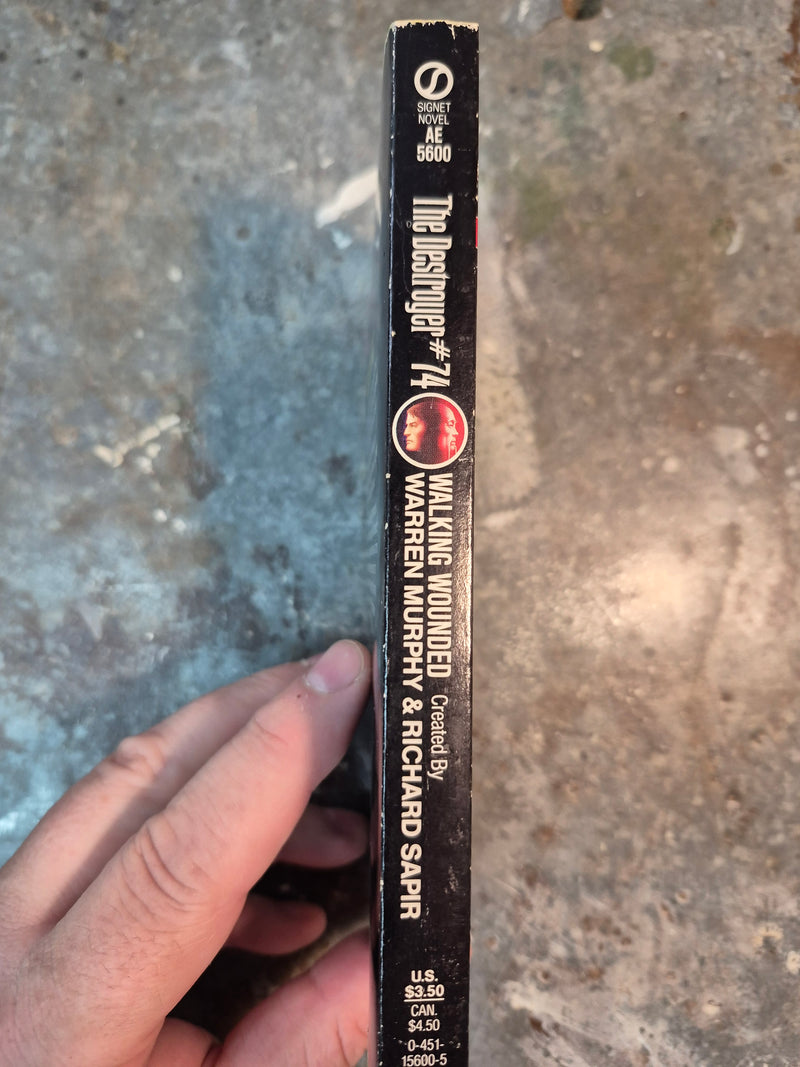 SIGNET
NOVEL
AE
5600
The Destroyer #74
WALKING WOUNDED Created By
WARREN MURPHY & RICHARD SAPIR
U.S.
$3.50
CAN.
$4.50
0-451-
15600-5